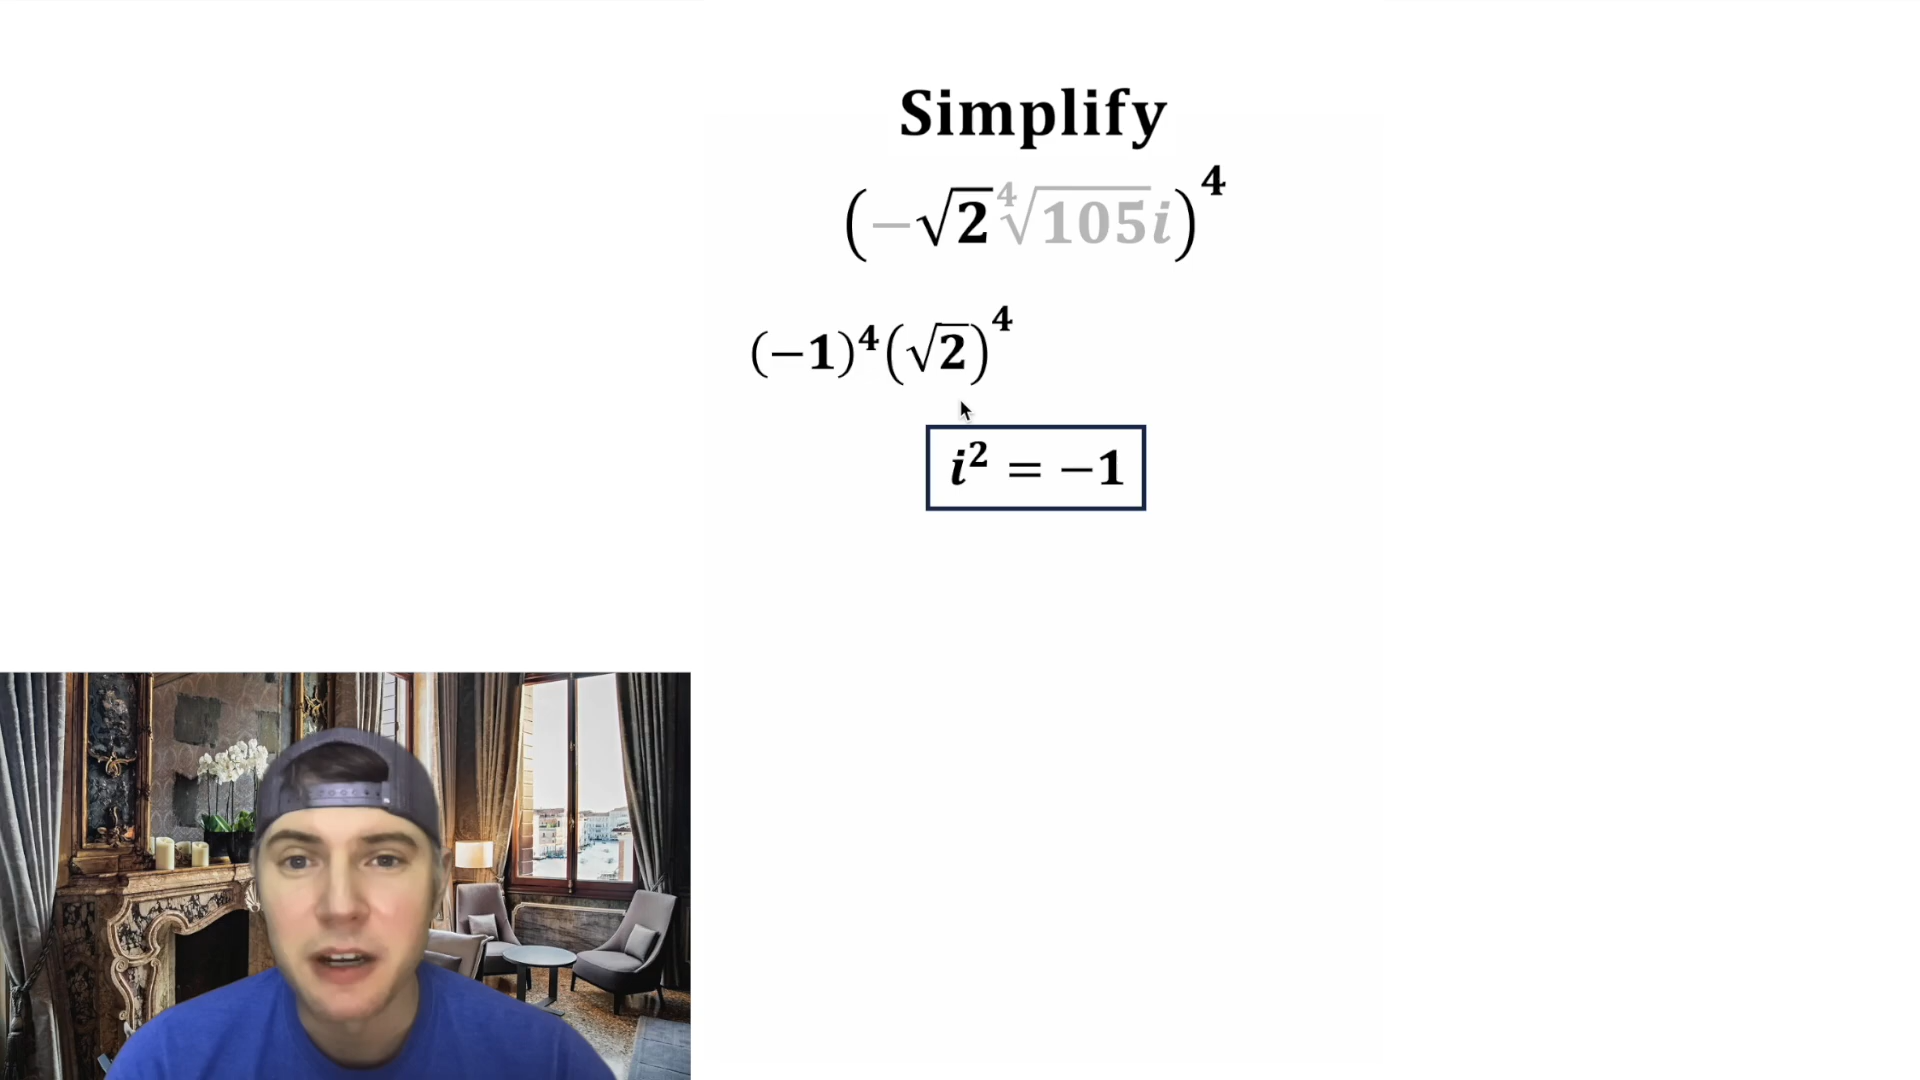 Simplify
(−√2 ∜105i)⁴
(−1)⁴(√2)⁴
i² = −1